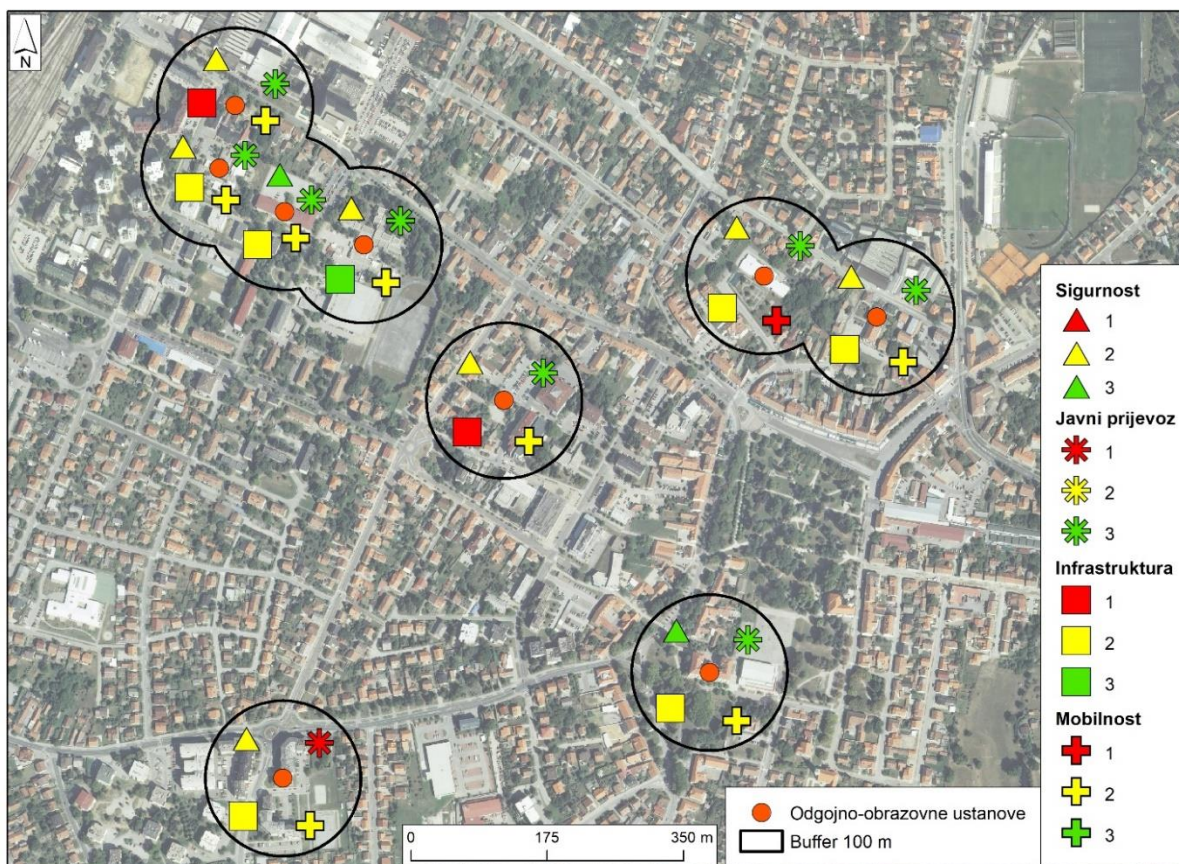 N
Sigurnost
1
2
3
Javni prijevoz
1
2
3
Infrastruktura
1
2
3
Mobilnost
1
2
3
Odgojno-obrazovne ustanove
Buffer 100 m
0 175 350 m